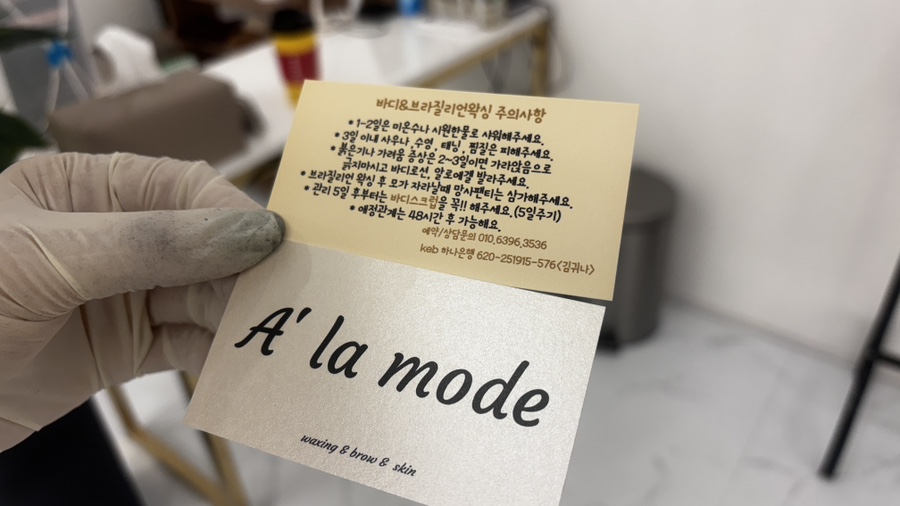 바디&브라질리언왁싱 주의사항
* 1~2일은 미온수나 시원한물로 샤워해주세요.
* 3일 이내 사우나, 수영, 태닝, 찜질은 피해주세요.
* 붉은기나 가려움 증상은 2~3일이면 가라앉음으로
긁지마시고 바디로션, 알로에겔 발라주세요.
* 브라질리언 왁싱 후 모가 자라날때 망사팬티는 삼가해주세요.
* 관리 5일 후부터는 바디스크럽을 꼭!! 해주세요.(5일주기)
* 애정관계는 48시간 후 가능해요.
예약/상담문의 010.6396.3536
keb 하나은행 620-251915-576<김귀나>
A' la mode
waxing & brow & skin